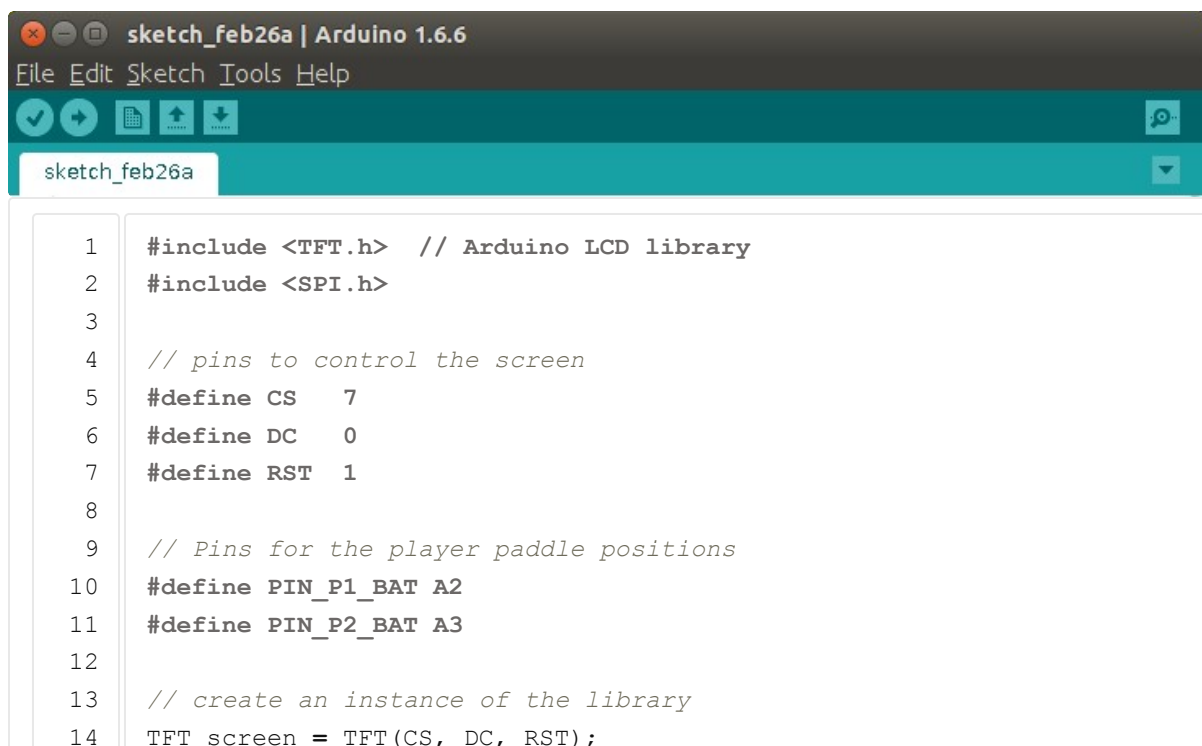 sketch_feb26a | Arduino 1.6.6
File Edit Sketch Tools Help
sketch_feb26a
1 #include <TFT.h>  // Arduino LCD library
2 #include <SPI.h>
3
4 // pins to control the screen
5 #define CS   7
6 #define DC   0
7 #define RST  1
8
9 // Pins for the player paddle positions
10 #define PIN_P1_BAT A2
11 #define PIN_P2_BAT A3
12
13 // create an instance of the library
14 TFT screen = TFT(CS, DC, RST);